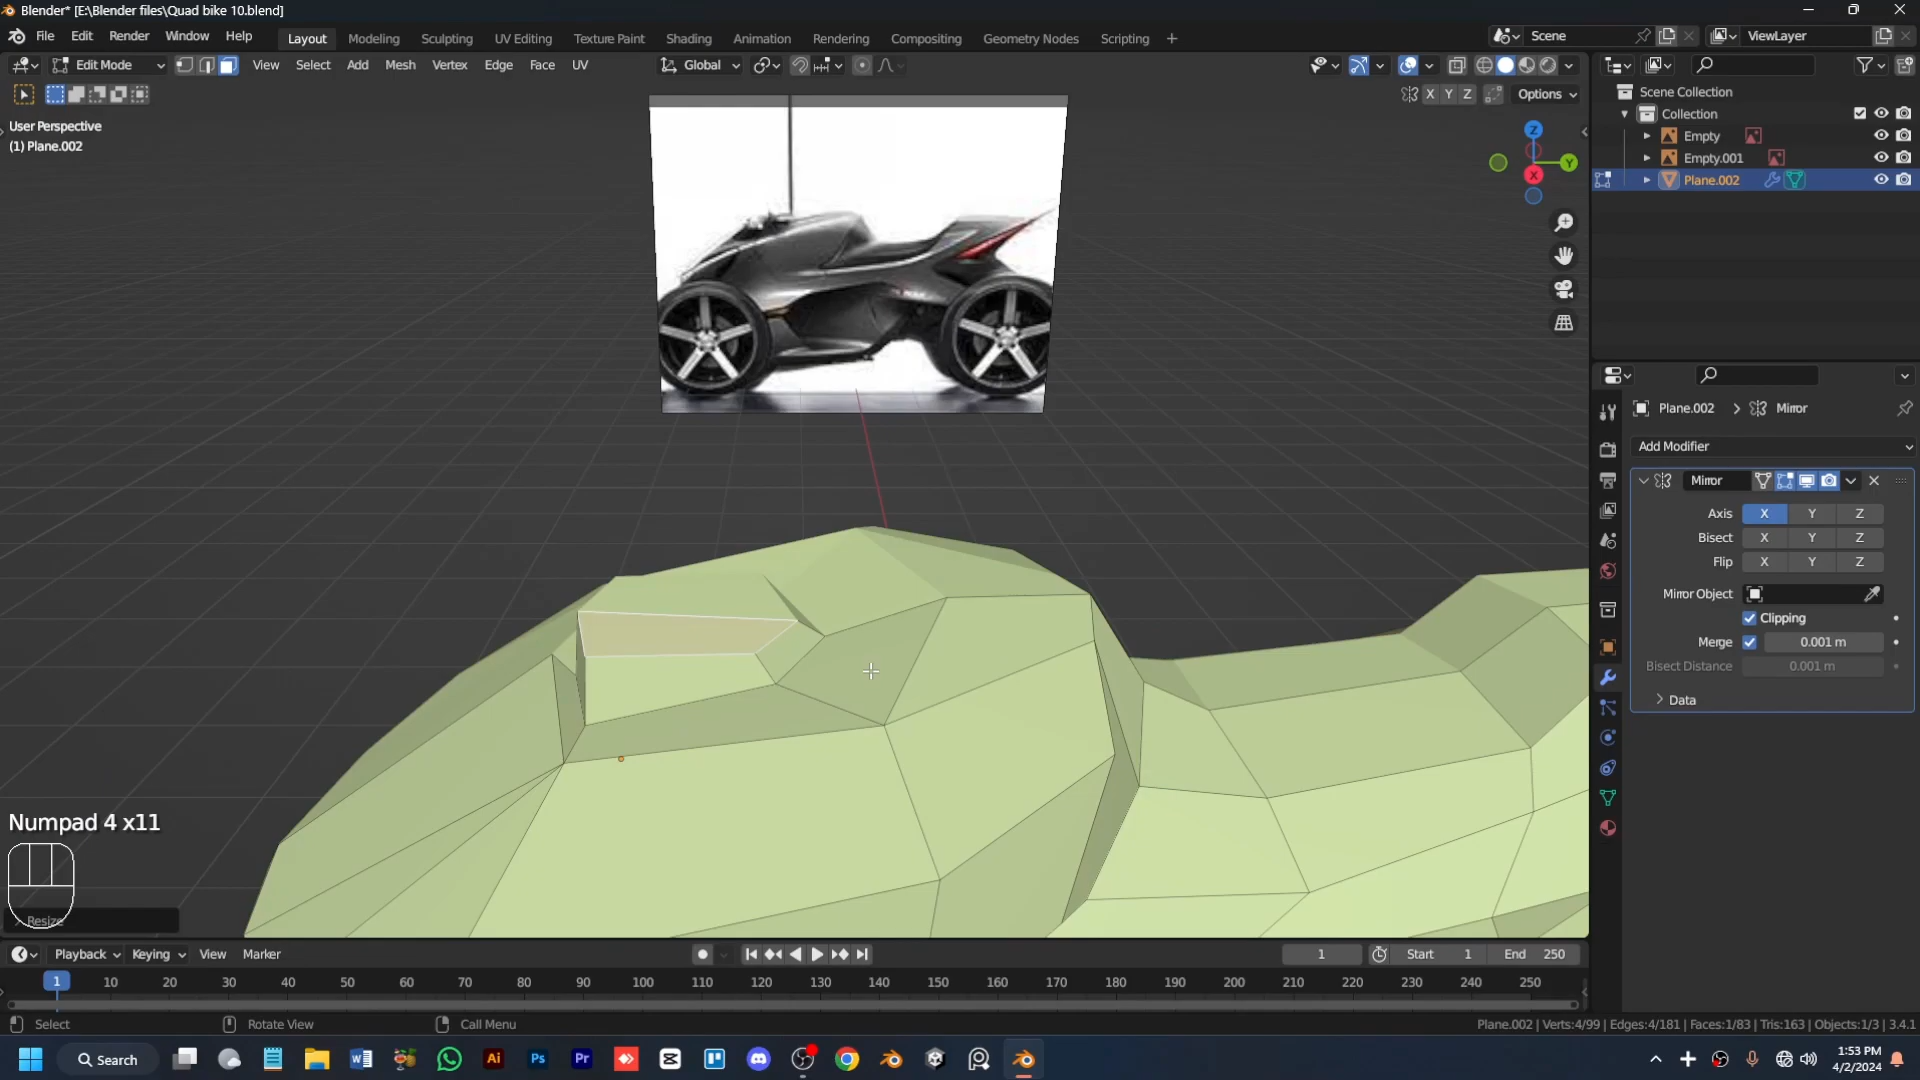 Blender* [E:\Blender files\Quad bike 10.blend]
File Edit Render Window Help
Layout Modeling Sculpting UV Editing Texture Paint Shading Animation Rendering Compositing Geometry Nodes Scripting +
Scene
ViewLayer
Edit Mode View Select Add Mesh Vertex Edge Face UV
Global
X Y Z Options
User Perspective
(1) Plane.002
Scene Collection
Collection
Empty
Empty.001
Plane.002
Z
Y
X
Plane.002 > Mirror
Add Modifier
Mirror
Axis X Y Z
Bisect X Y Z
Flip X Y Z
Mirror Object
Clipping
Merge 0.001 m
Bisect Distance 0.001 m
> Data
Numpad 4 x11
Resize
Playback Keying View Marker
1 Start 1 End 250
1 10 20 30 40 50 60 70 80 90 100 110 120 130 140 150 160 170 180 190 200 210 220 230 240 250
Select Rotate View Call Menu
Plane.002 | Verts:4/99 | Edges:4/181 | Faces:1/83 | Tris:163 | Objects:1/3 | 3.4.1
Search
W Ai Ps Pr
1:53 PM
4/2/2024